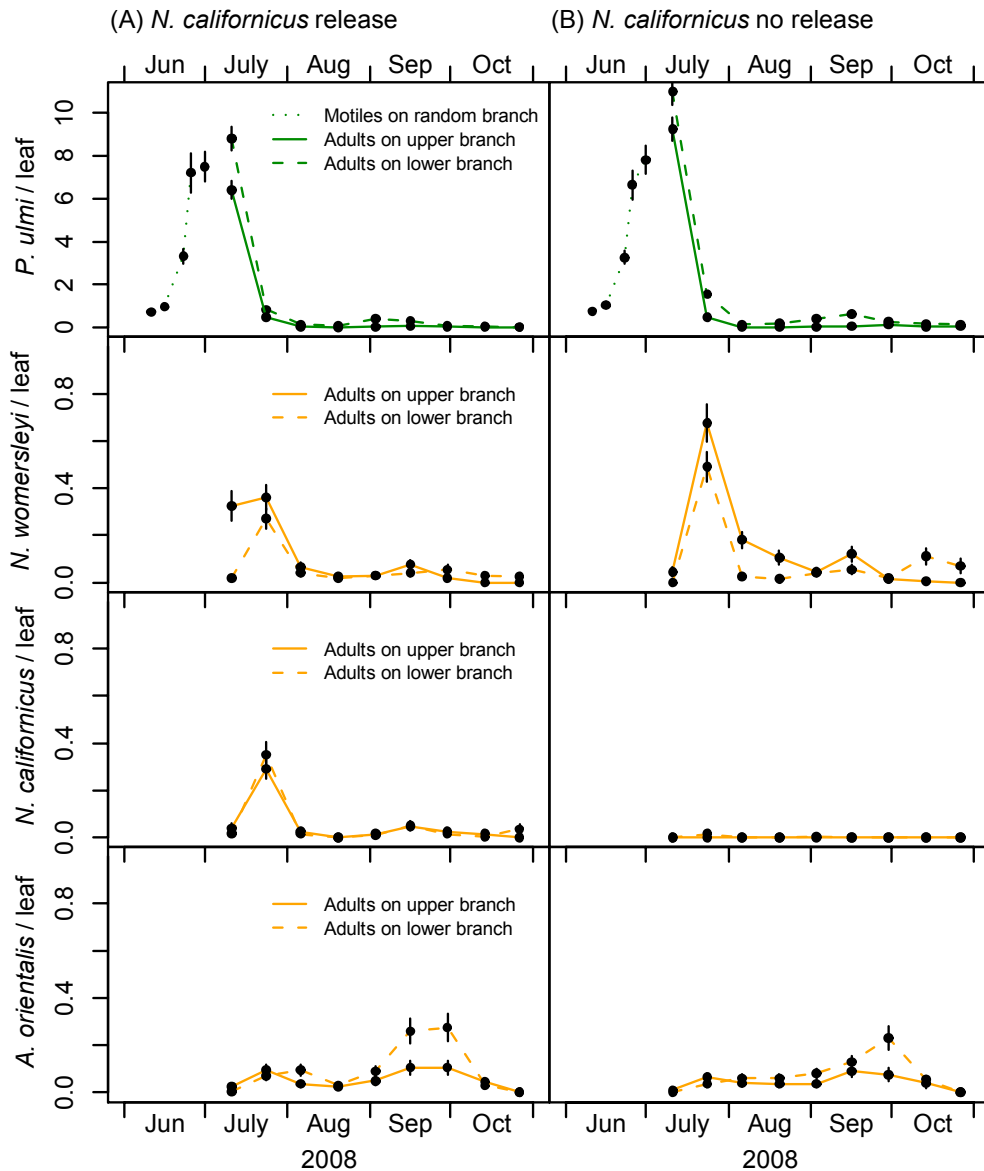 (A) N. californicus release
(B) N. californicus no release
Jun July Aug Sep Oct
Jun July Aug Sep Oct
P. ulmi / leaf
0 2 4 6 8 10
Motiles on random branch
Adults on upper branch
Adults on lower branch
N. womersleyi / leaf
0.0 0.4 0.8
Adults on upper branch
Adults on lower branch
N. californicus / leaf
0.0 0.4 0.8
Adults on upper branch
Adults on lower branch
A. orientalis / leaf
0.0 0.4 0.8
Adults on upper branch
Adults on lower branch
Jun July Aug Sep Oct
Jun July Aug Sep Oct
2008
2008